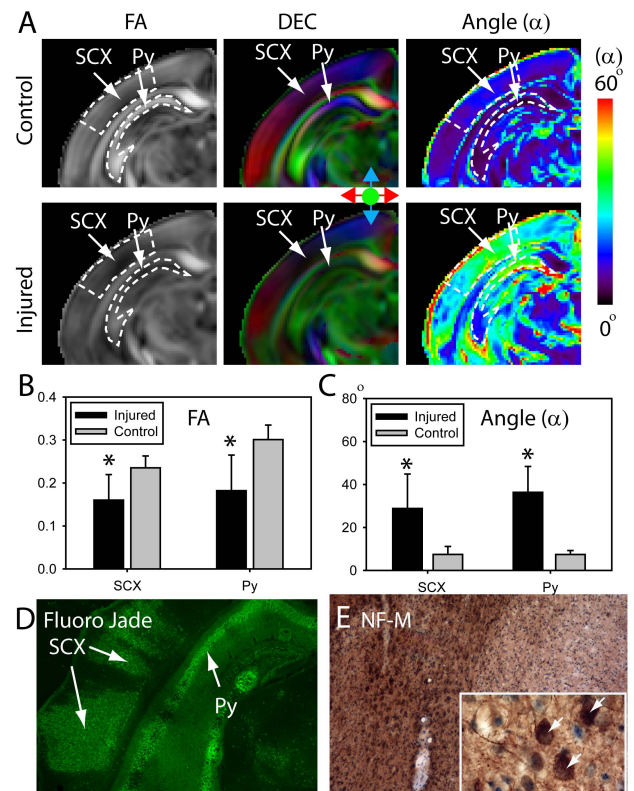 A
FA
DEC
Angle (α)
Control
SCX
Py
SCX
Py
SCX
Py
(α)
60°
Injured
SCX
Py
SCX
Py
SCX
Py
0°
B
FA
Injured
Control
0.4
0.3
0.2
0.1
0.0
*
*
SCX
Py
C
Angle (α)
Injured
Control
°
80
60
40
20
0
*
*
SCX
Py
D
Fluoro Jade
SCX
Py
E
NF-M